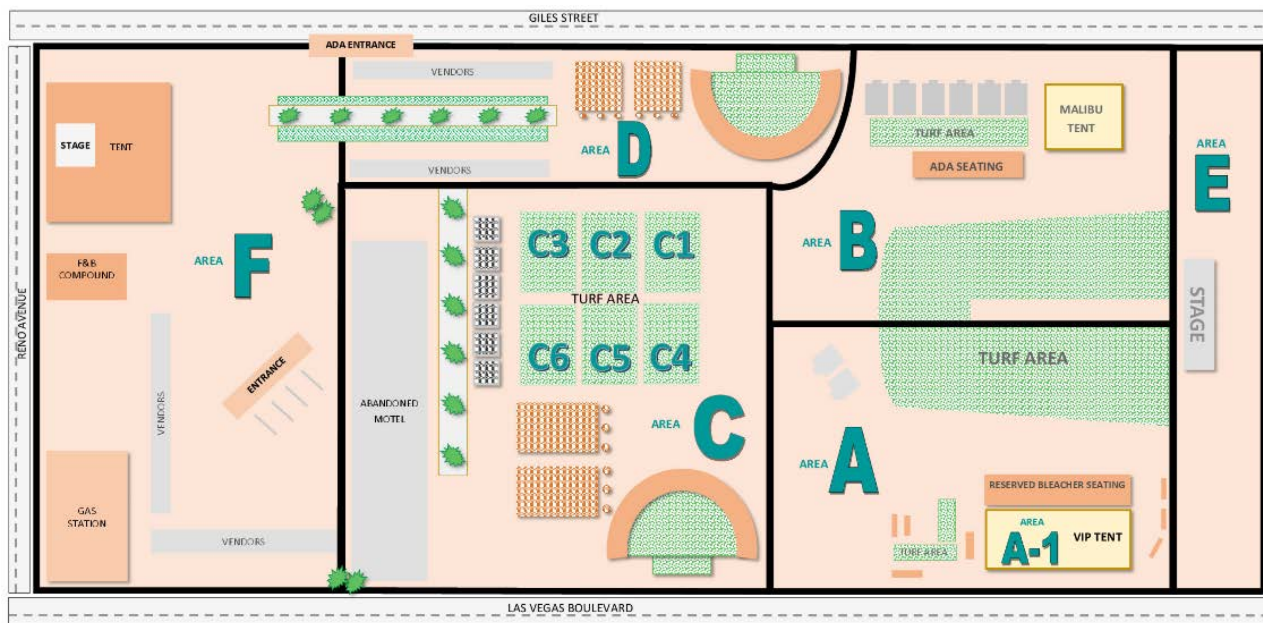 GILES STREET
ADA ENTRANCE
VENDORS
STAGE
TENT
AREA D
VENDORS
TURF AREA
MALIBU
TENT
ADA SEATING
AREA
E
AREA F
F&B
COMPOUND
RENO AVENUE
ENTRANCE
VENDORS
GAS
STATION
VENDORS
ABANDONED
MOTEL
C3 C2 C1
TURF AREA
C6 C5 C4
AREA C
AREA B
STAGE
TURF AREA
AREA A
RESERVED BLEACHER SEATING
TURF AREA
AREA
A-1
VIP TENT
LAS VEGAS BOULEVARD